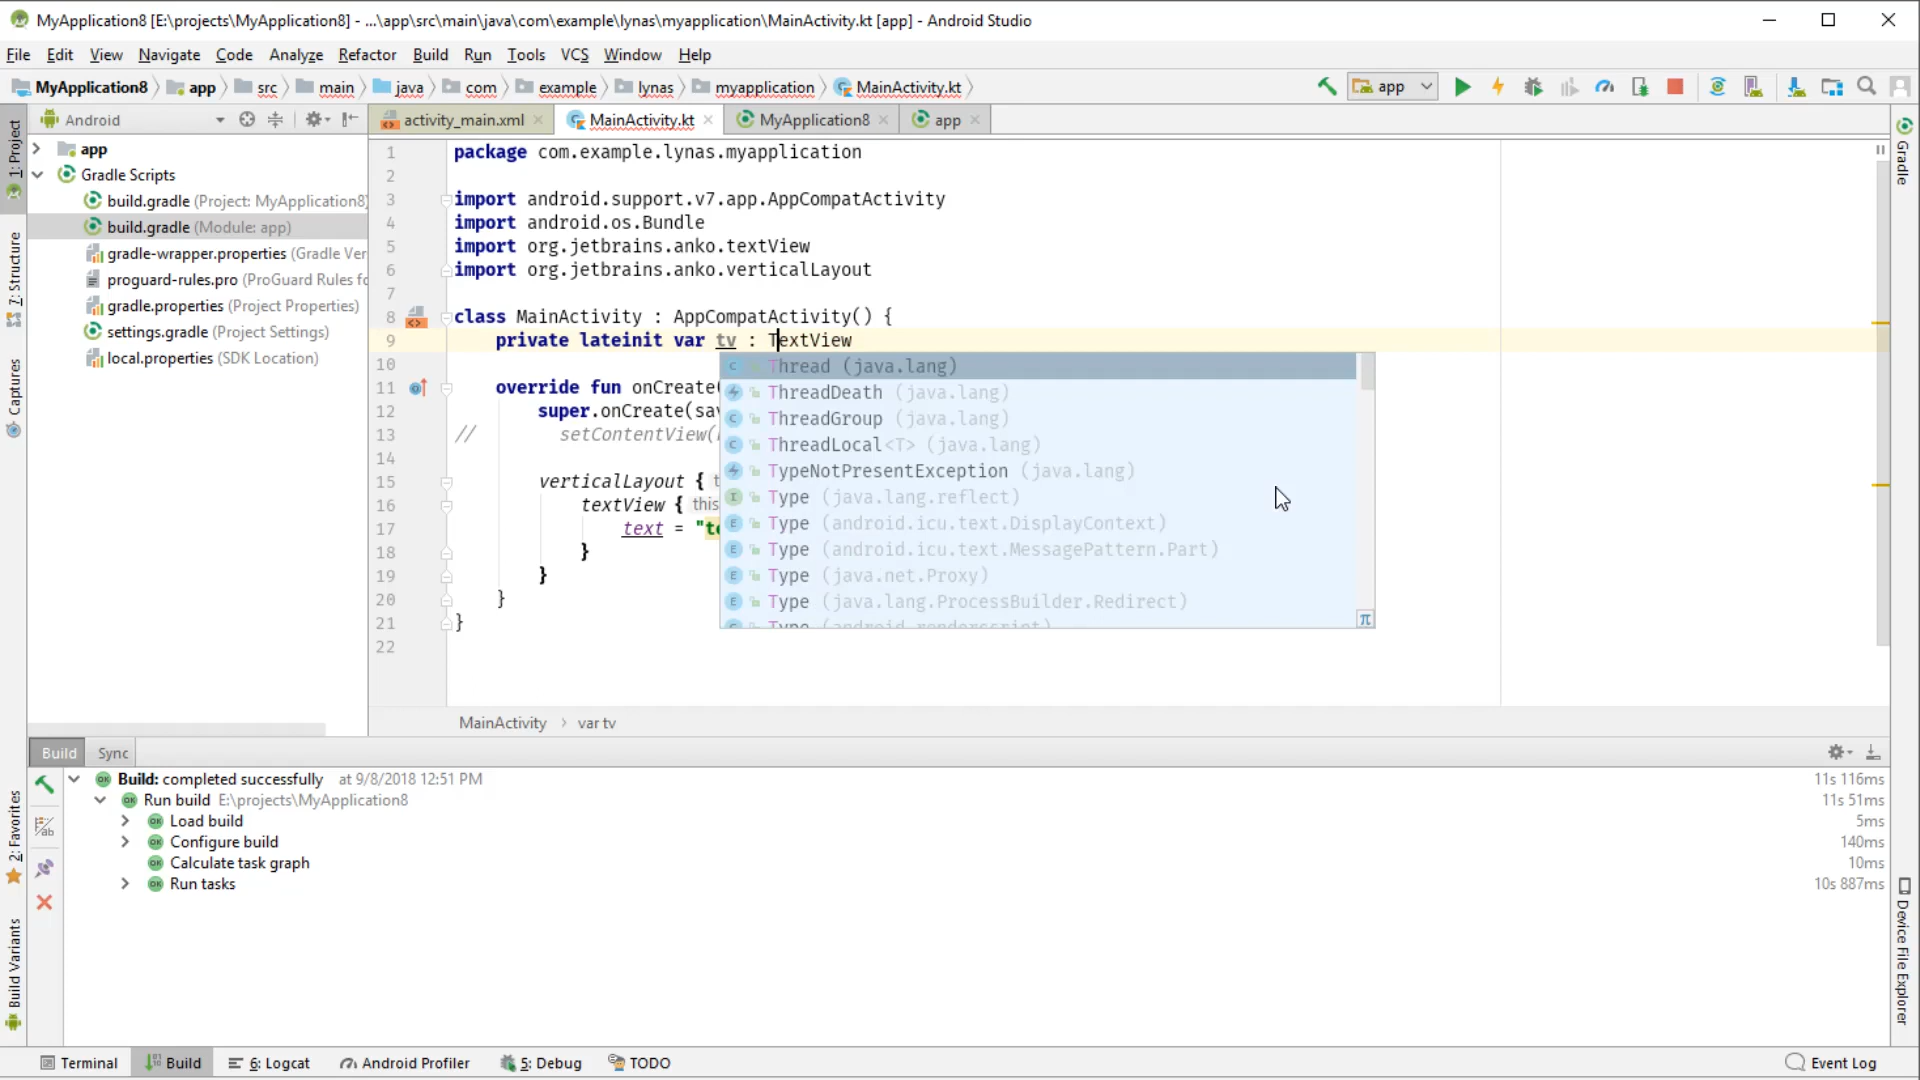 MyApplication8 [E:\projects\MyApplication8] - ...\app\src\main\java\com\example\lynas\myapplication\MainActivity.kt [app] - Android Studio
File Edit View Navigate Code Analyze Refactor Build Run Tools VCS Window Help
MyApplication8 app src main java com example lynas myapplication MainActivity.kt app
Android activity_main.xml MainActivity.kt MyApplication8 app
1: Project
7: Structure
Captures
2: Favorites
Build Variants
app
Gradle Scripts
build.gradle (Project: MyApplication8)
build.gradle (Module: app)
gradle-wrapper.properties (Gradle Ver
proguard-rules.pro (ProGuard Rules fo
gradle.properties (Project Properties)
settings.gradle (Project Settings)
local.properties (SDK Location)
1 package com.example.lynas.myapplication
2
3 import android.support.v7.app.AppCompatActivity
4 import android.os.Bundle
5 import org.jetbrains.anko.textView
6 import org.jetbrains.anko.verticalLayout
7
8 class MainActivity : AppCompatActivity() {
9 private lateinit var tv : TextView
10
11 override fun onCreate(
12 super.onCreate(sav
13 // setContentView(
14
15 verticalLayout {
16 textView { this
17 text = "te
18 }
19 }
20 }
21 }
22
Thread (java.lang)
ThreadDeath (java.lang)
ThreadGroup (java.lang)
ThreadLocal<T> (java.lang)
TypeNotPresentException (java.lang)
Type (java.lang.reflect)
Type (android.icu.text.DisplayContext)
Type (android.icu.text.MessagePattern.Part)
Type (java.net.Proxy)
Type (java.lang.ProcessBuilder.Redirect)
Type (android.renderscript)
π
MainActivity › var tv
Build Sync
Build: completed successfully at 9/8/2018 12:51 PM 11s 116ms
Run build E:\projects\MyApplication8 11s 51ms
Load build 5ms
Configure build 140ms
Calculate task graph 10ms
Run tasks 10s 887ms
Gradle
Device File Explorer
Terminal Build 6: Logcat Android Profiler 5: Debug TODO Event Log